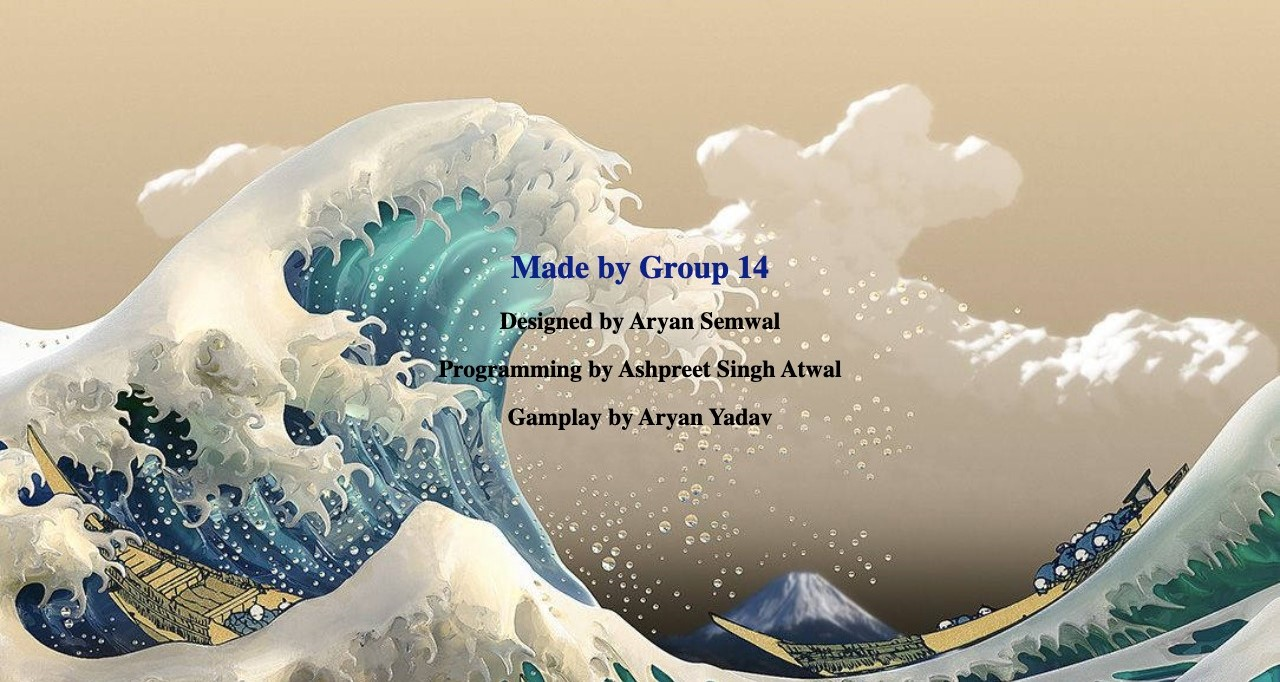 Made by Group 14
Designed by Aryan Semwal
Programming by Ashpreet Singh Atwal
Gamplay by Aryan Yadav